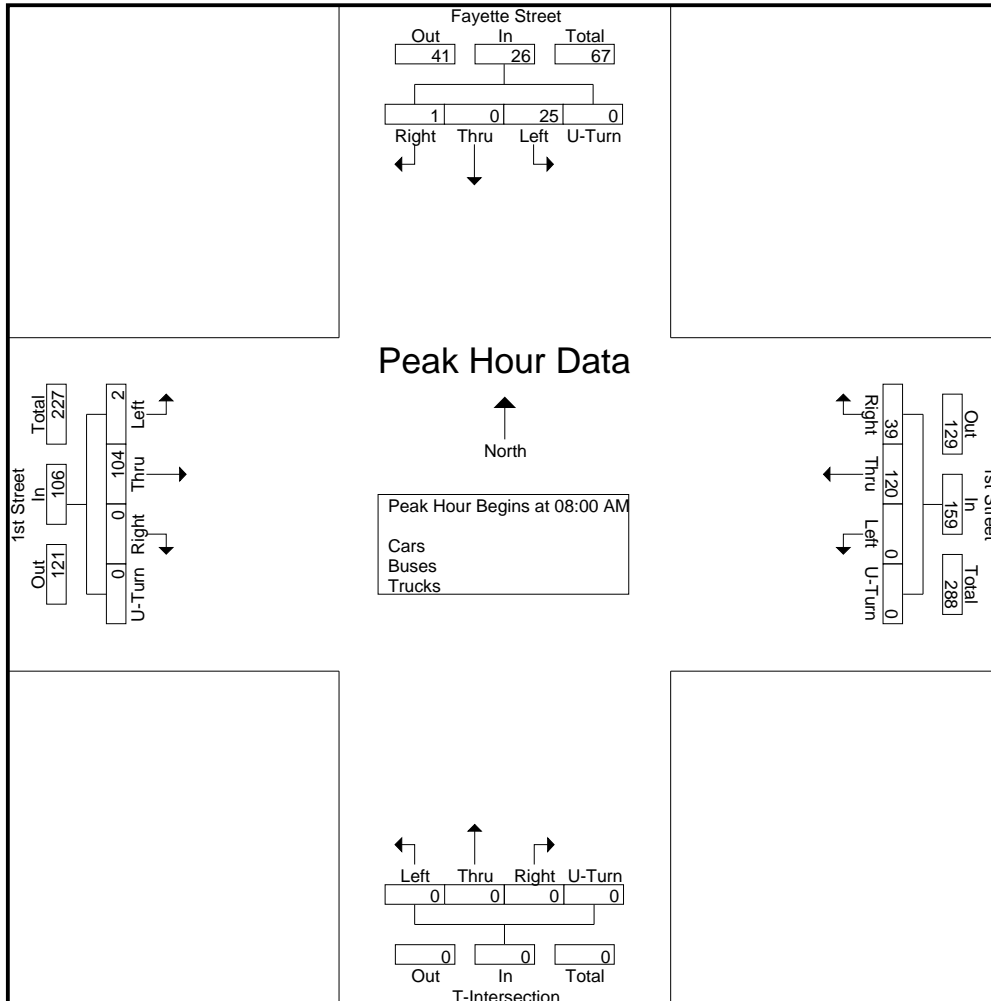 Fayette Street
Out In Total
41 26 67
1 0 25 0
Right Thru Left U-Turn
Peak Hour Data
North
Peak Hour Begins at 08:00 AM
Cars
Buses
Trucks
1st Street
Total In Out
227 106 121
2 104 0 0
Left Thru Right U-Turn
Right Thru Left U-Turn
39 120 0 0
129 159 288
Out In Total
1st Street
Left Thru Right U-Turn
0 0 0 0
0 0 0
Out In Total
T-Intersection